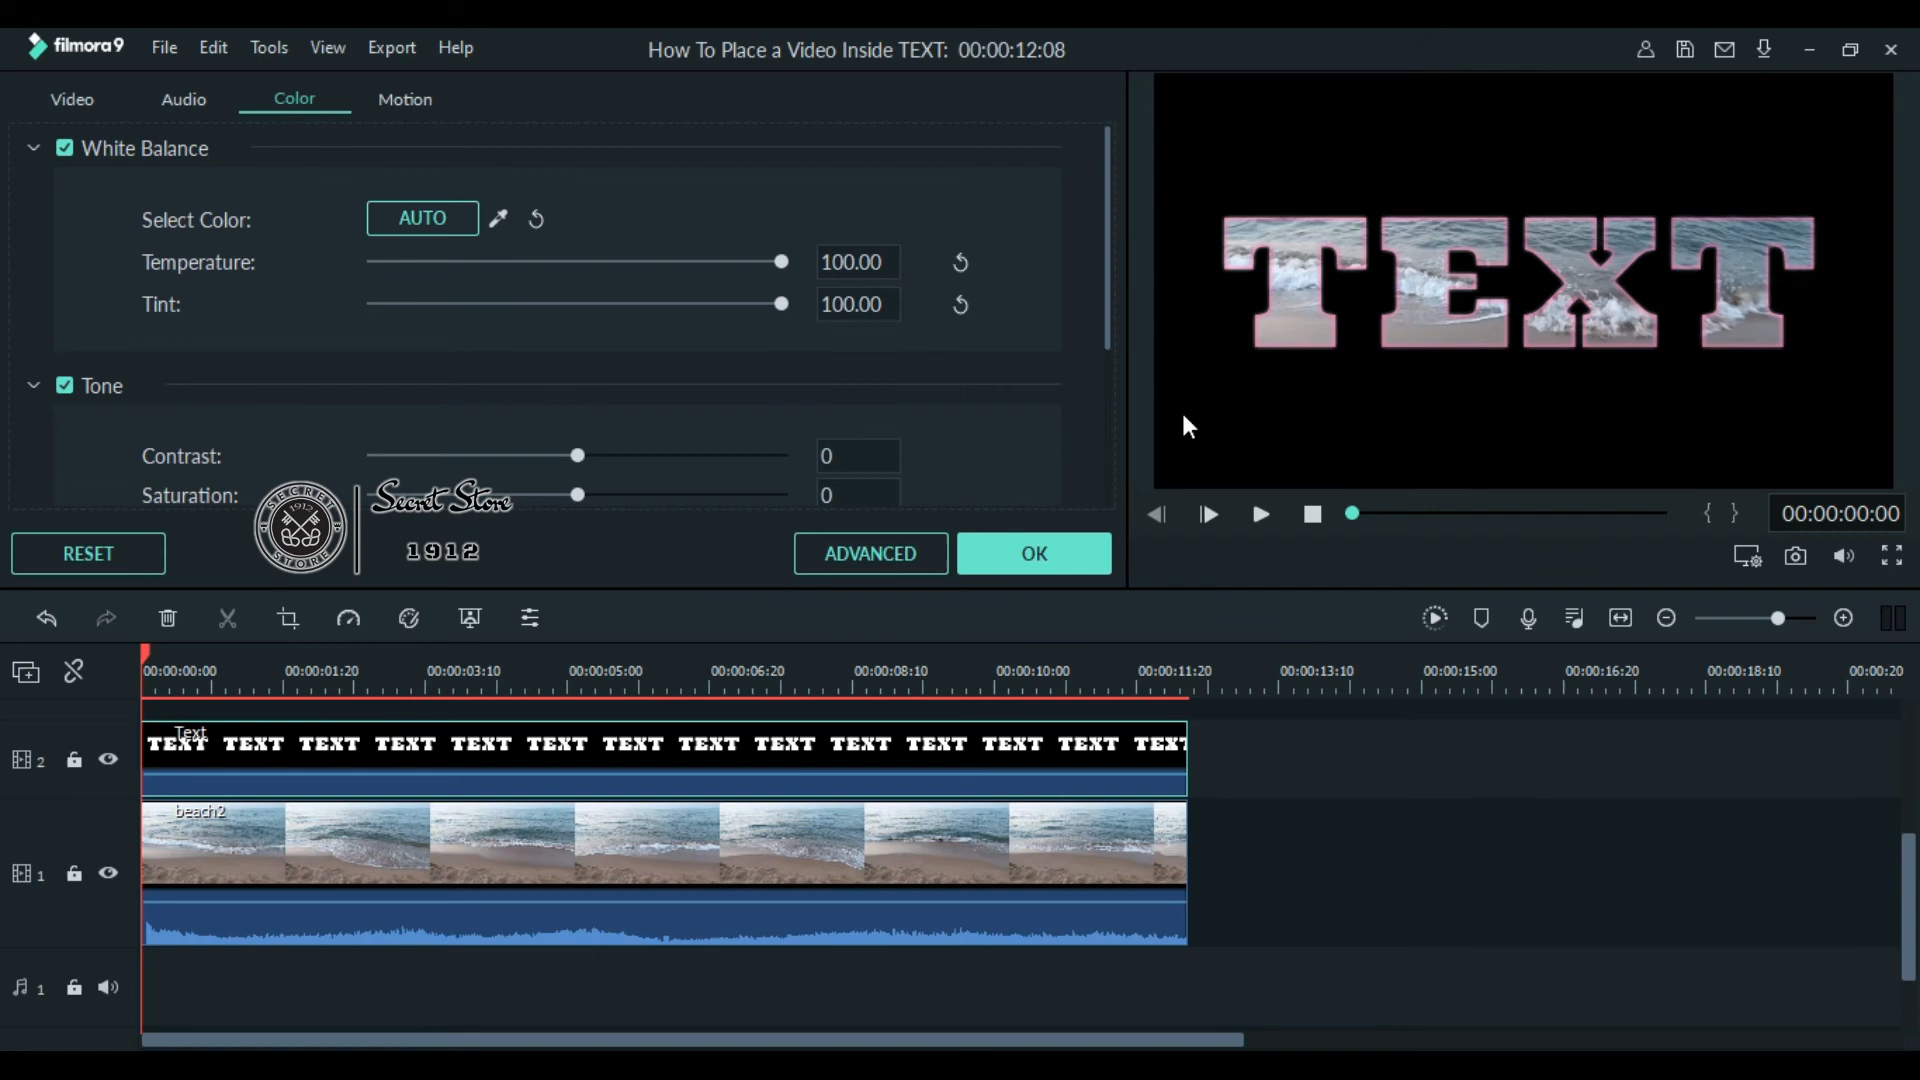 filmora9 File Edit Tools View Export Help How To Place a Video Inside TEXT: 00:00:12:08
Video Audio Color Motion
White Balance
Select Color: AUTO
Temperature: 100.00
Tint: 100.00
Tone
Contrast: 0
Saturation: 0
SECRET STORE 1912
Secret Store
1912
RESET ADVANCED OK
TEXT
{ } 00:00:00:00
00:00:00:00 00:00:01:20 00:00:03:10 00:00:05:00 00:00:06:20 00:00:08:10 00:00:10:00 00:00:11:20 00:00:13:10 00:00:15:00 00:00:16:20 00:00:18:10 00:00:20
Text
TEXT TEXT TEXT TEXT TEXT TEXT TEXT TEXT TEXT TEXT TEXT TEXT TEXT TEXT
2
beach2
1
1